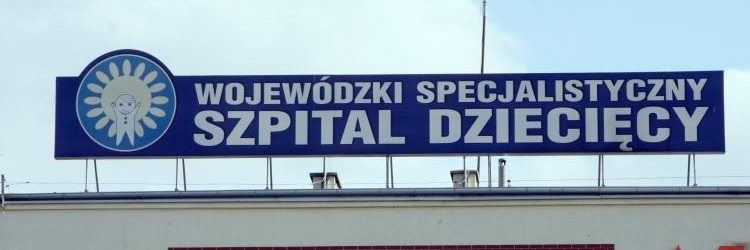 WOJEWÓDZKI SPECJALISTYCZNY
SZPITAL DZIECIĘCY